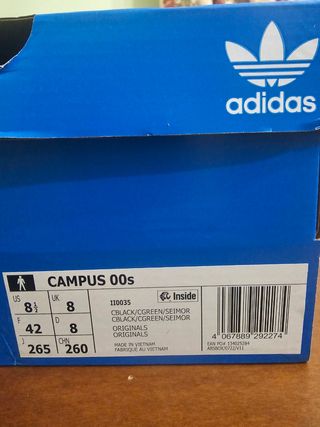 adidas
CAMPUS 00s
US 8½ UK 8
F 42 D 8
J 265 CHN 260
II0035
Inside
CBLACK/CGREEN/SEIMOR
CBLACK/CGREEN/SEIMOR
ORIGINALS
ORIGINALS
MADE IN VIETNAM
FABRIQUÉ AU VIETNAM
4 067889 292274